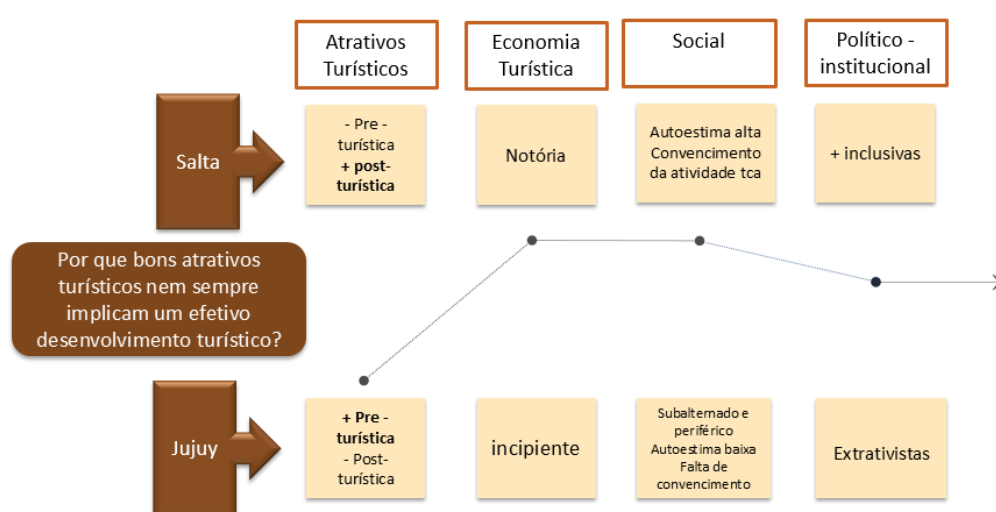 Atrativos
Turísticos
Economia
Turística
Social
Político -
institucional
Salta
- Pre -
turística
+ post-
turística
Notória
Autoestima alta
Convencimento
da atividade tca
+ inclusivas
Por que bons atrativos
turísticos nem sempre
implicam um efetivo
desenvolvimento turístico?
Jujuy
+ Pre -
turística
- Post-
turística
incipiente
Subalternado e
periférico
Autoestima baixa
Falta de
convencimento
Extrativistas